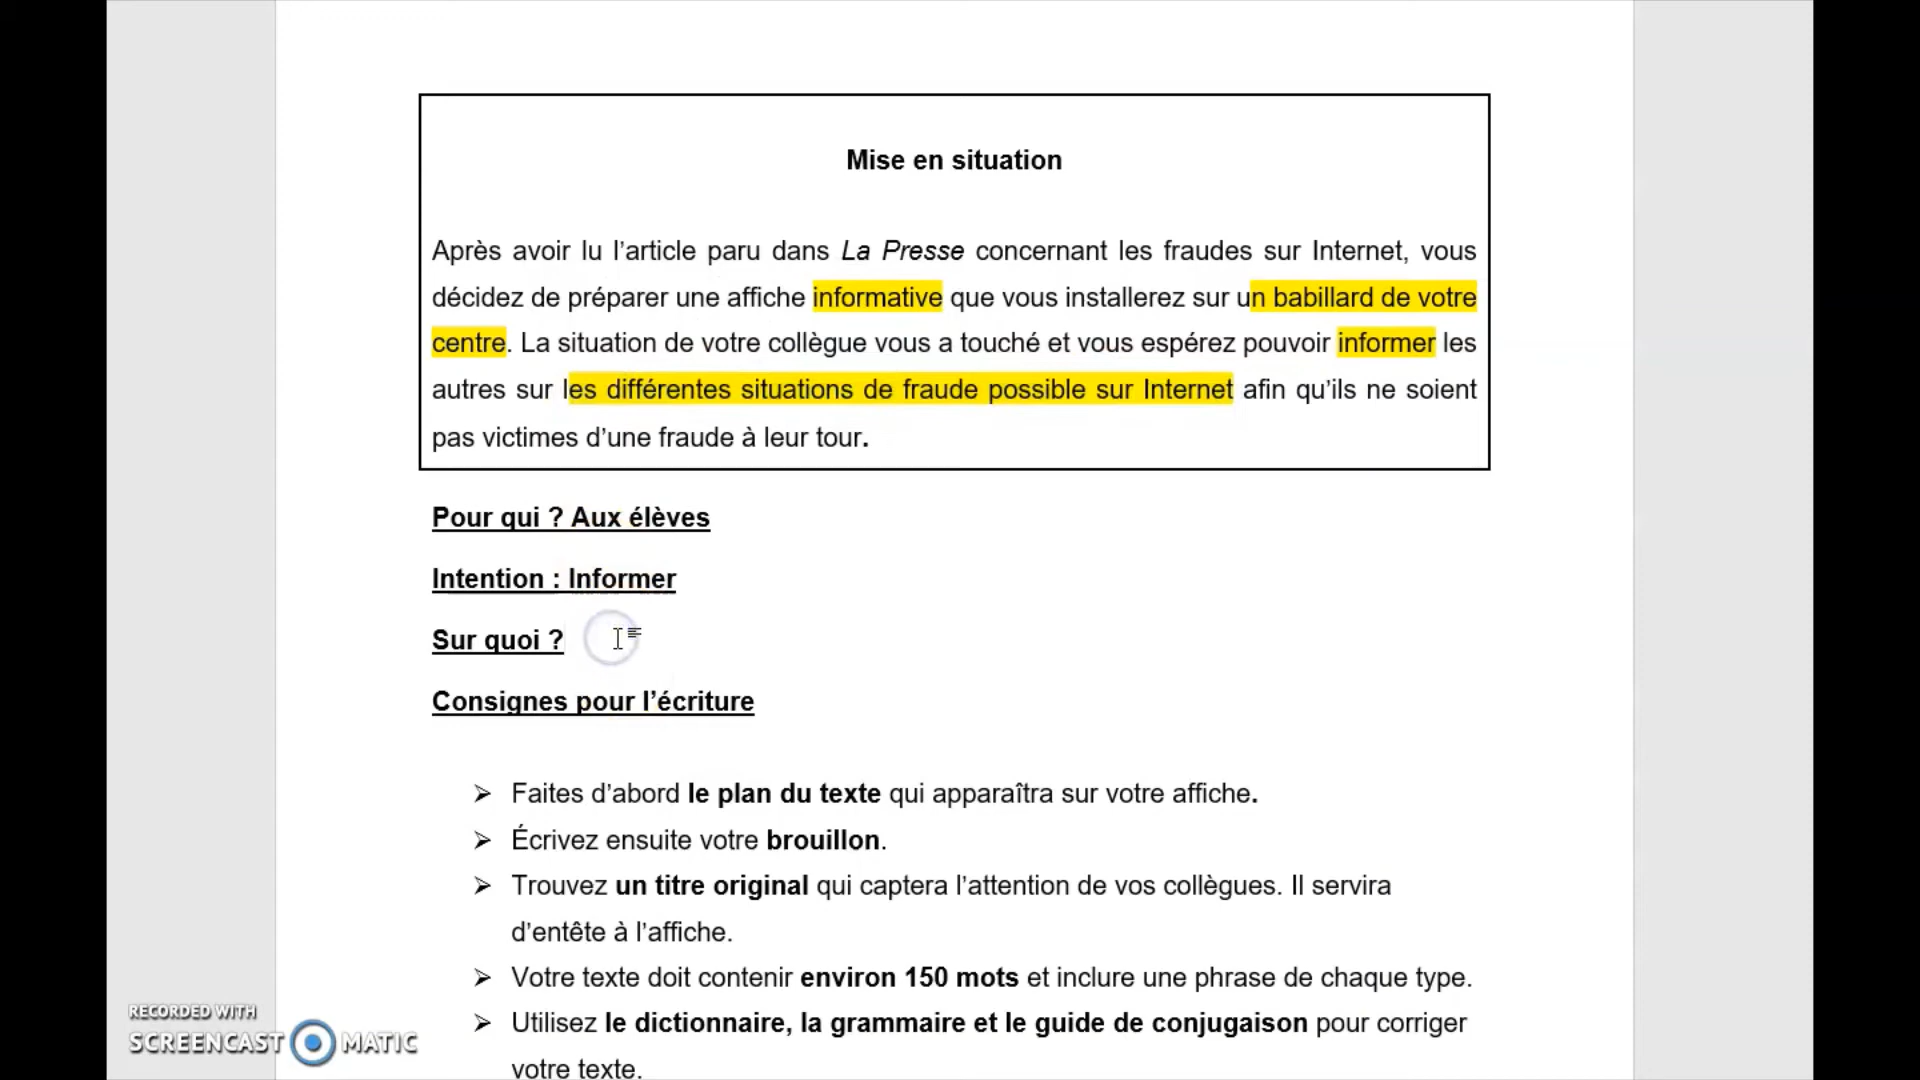 Mise en situation
Après avoir lu l’article paru dans La Presse concernant les fraudes sur Internet, vous
décidez de préparer une affiche informative que vous installerez sur un babillard de votre
centre. La situation de votre collègue vous a touché et vous espérez pouvoir informer les
autres sur les différentes situations de fraude possible sur Internet afin qu’ils ne soient
pas victimes d’une fraude à leur tour.
Pour qui ? Aux élèves
Intention : Informer
Sur quoi ?
Consignes pour l’écriture
➢ Faites d’abord le plan du texte qui apparaîtra sur votre affiche.
➢ Écrivez ensuite votre brouillon.
➢ Trouvez un titre original qui captera l’attention de vos collègues. Il servira
d’entête à l’affiche.
➢ Votre texte doit contenir environ 150 mots et inclure une phrase de chaque type.
➢ Utilisez le dictionnaire, la grammaire et le guide de conjugaison pour corriger
votre texte.
RECORDED WITH
SCREENCAST MATIC